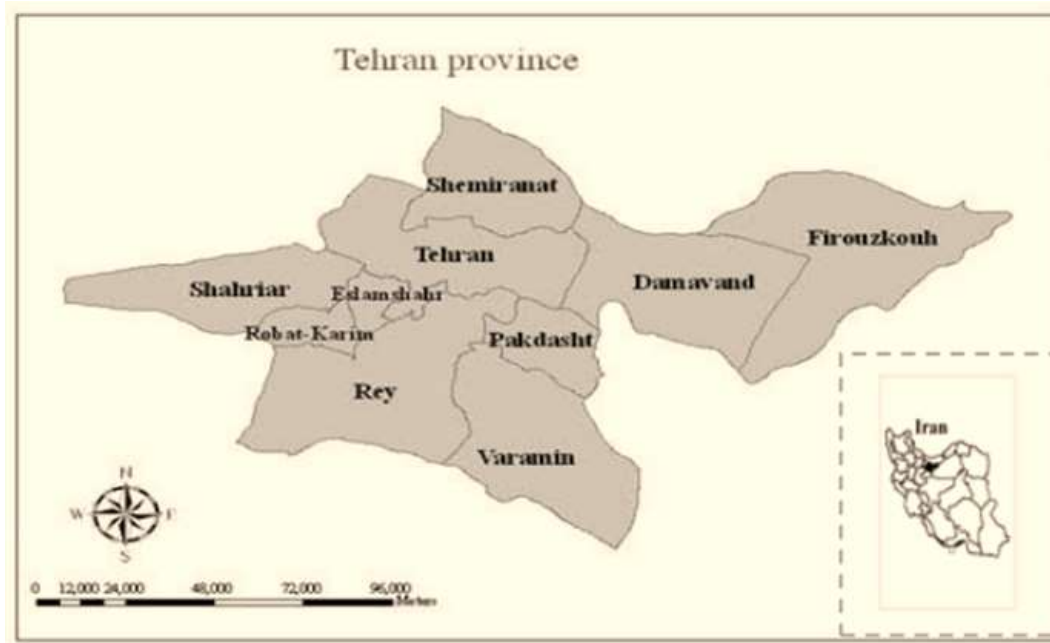 Tehran province
Shemiranat
Firouzkouh
Tehran
Damavand
Shahriar
Eslamshahr
Robat-Karim
Pakdasht
Rey
Varamin
Iran
N
W E
S
0 12,000 24,000 48,000 72,000 96,000
Meters